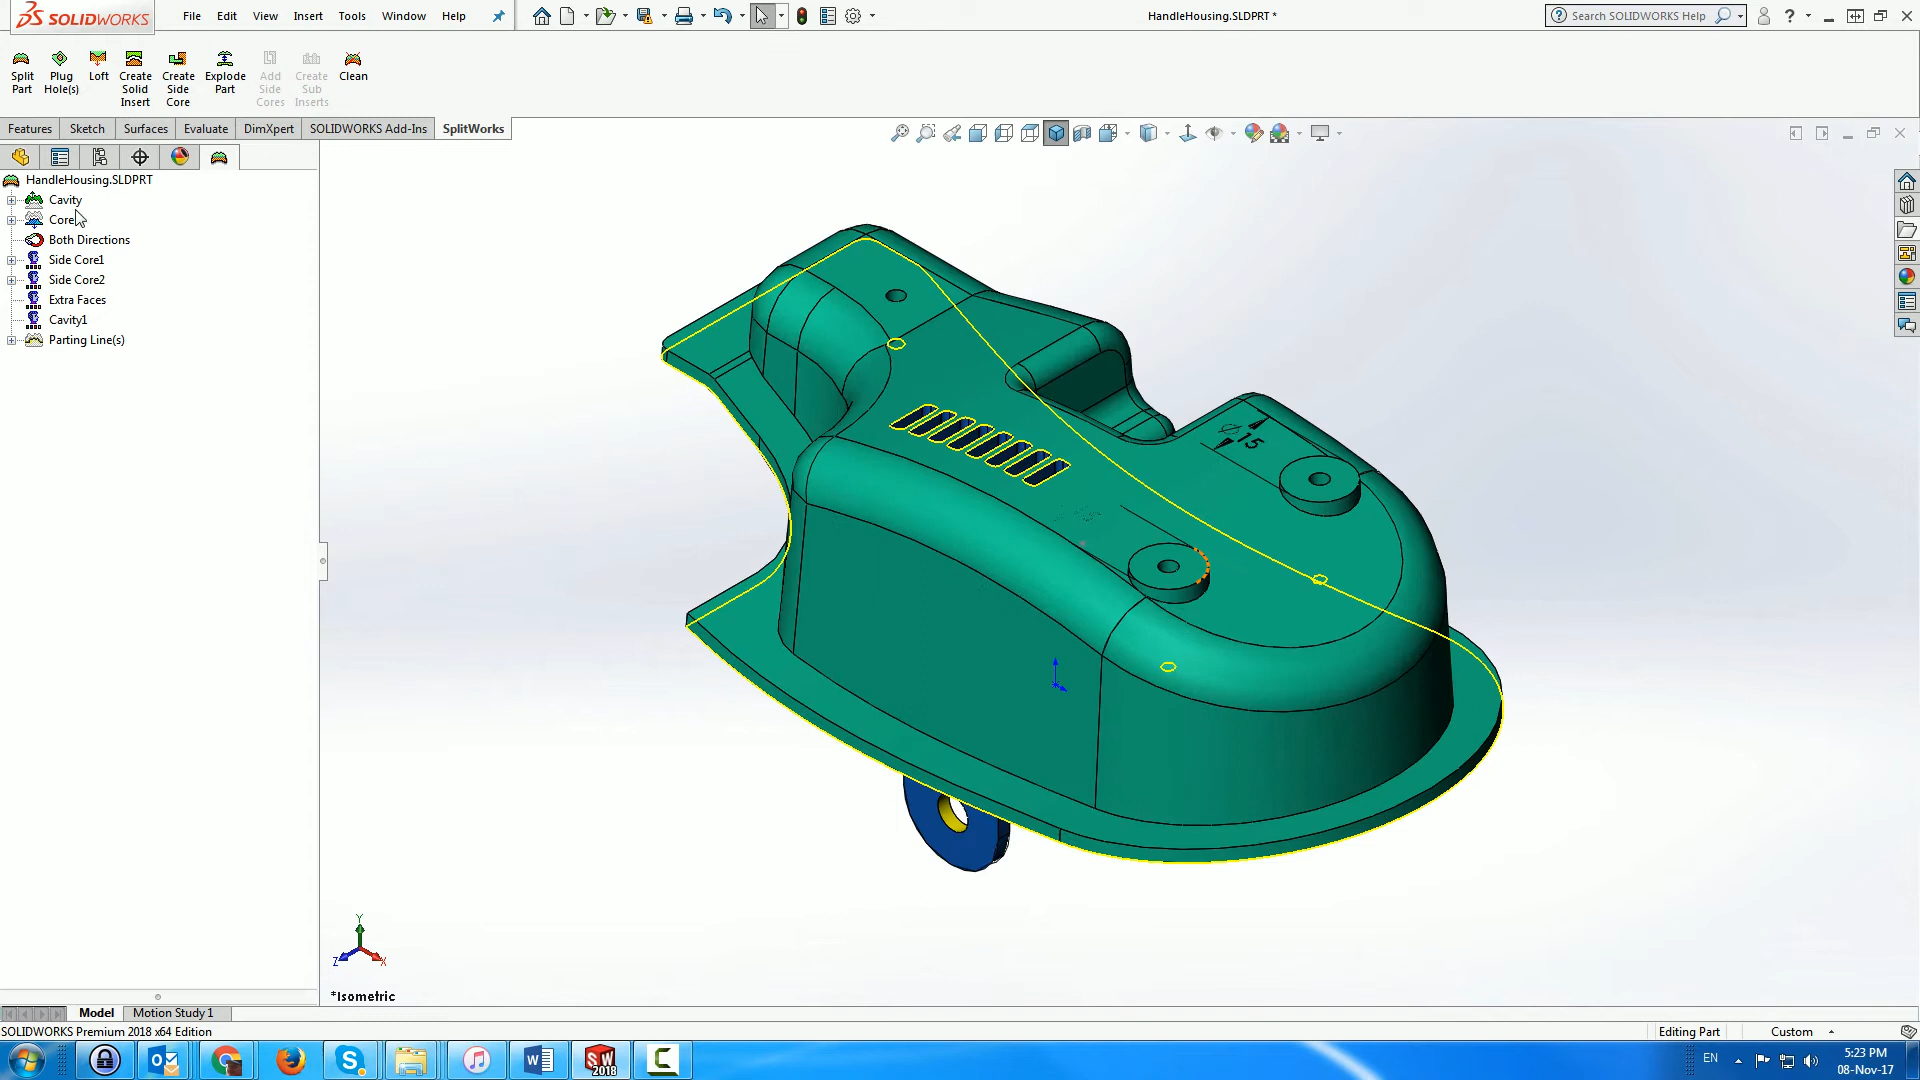 SOLIDWORKS
File Edit View Insert Tools Window Help
HandleHousing.SLDPRT *
Search SOLIDWORKS Help
Split Part
Plug Hole(s)
Loft
Create Solid Insert
Create Side Core
Explode Part
Add Side Cores
Create Sub Inserts
Clean
Features Sketch Surfaces Evaluate DimXpert SOLIDWORKS Add-Ins SplitWorks
HandleHousing.SLDPRT
Cavity
Core
Both Directions
Side Core1
Side Core2
Extra Faces
Cavity1
Parting Line(s)
⌀15
Y
Z
X
*Isometric
Model Motion Study 1
SOLIDWORKS Premium 2018 x64 Edition
Editing Part
Custom
SW 2018
EN
5:23 PM
08-Nov-17